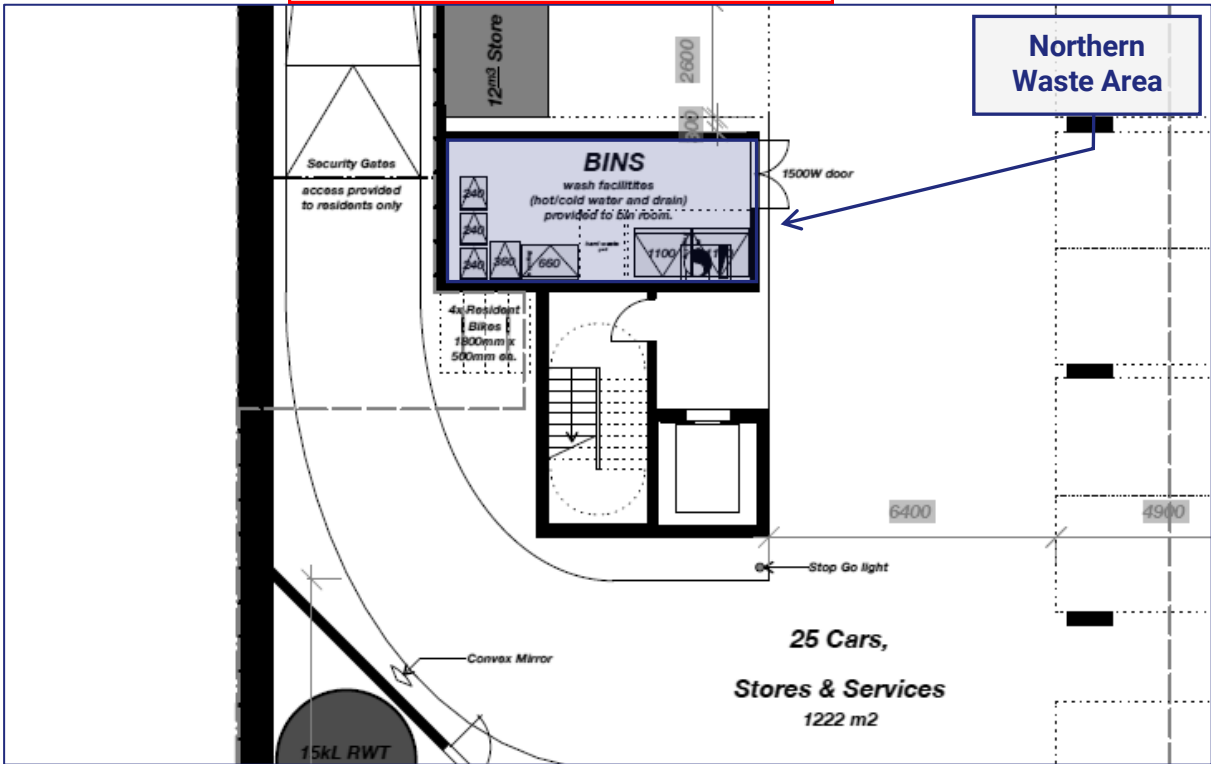 Northern
Waste Area
12m3 Store
2600
Security Gates
access provided
to residents only
BINS
wash facilitites
(hot/cold water and drain)
provided to bin room.
1500W door
240
240
240
360
660
1100
4x Resident
Bikes
1800mm x
500mm ea.
6400
4900
Stop Go light
Convex Mirror
25 Cars,
Stores & Services
1222 m2
15kL RWT